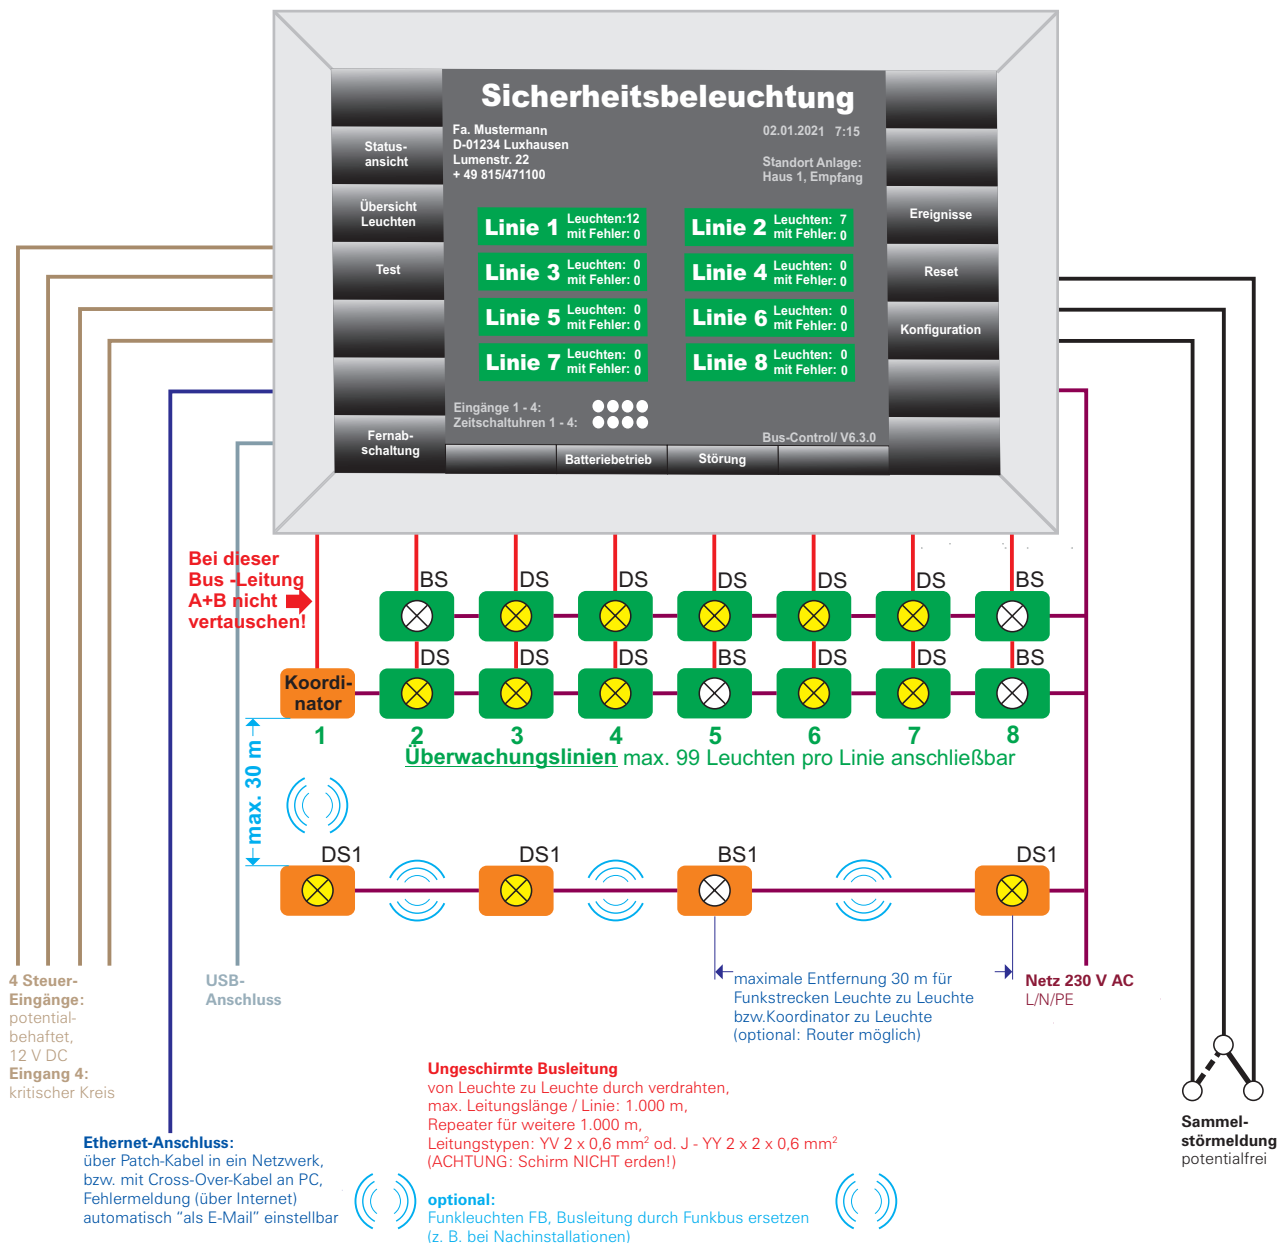 Sicherheitsbeleuchtung
Fa. Mustermann
D-01234 Luxhausen
Lumenstr. 22
+ 49 815/471100
02.01.2021 7:15
Standort Anlage:
Haus 1, Empfang
Status-
ansicht
Übersicht
Leuchten
Test
Fernab-
schaltung
Ereignisse
Reset
Konfiguration
Linie 1 Leuchten:12
mit Fehler: 0
Linie 2 Leuchten: 7
mit Fehler: 0
Linie 3 Leuchten: 0
mit Fehler: 0
Linie 4 Leuchten: 0
mit Fehler: 0
Linie 5 Leuchten: 0
mit Fehler: 0
Linie 6 Leuchten: 0
mit Fehler: 0
Linie 7 Leuchten: 0
mit Fehler: 0
Linie 8 Leuchten: 0
mit Fehler: 0
Eingänge 1 - 4:
Zeitschaltuhren 1 - 4:
Bus-Control/ V6.3.0
Batteriebetrieb
Störung
Bei dieser
Bus -Leitung
A+B nicht
vertauschen!
BS DS DS BS DS DS BS
DS DS DS BS DS DS BS
Koordi-
nator
1 2 3 4 5 6 7 8
Überwachungslinien max. 99 Leuchten pro Linie anschließbar
max. 30 m
DS1 DS1 BS1 DS1
4 Steuer-
Eingänge:
potential-
behaftet,
12 V DC
Eingang 4:
kritischer Kreis
USB-
Anschluss
maximale Entfernung 30 m für
Funkstrecken Leuchte zu Leuchte
bzw.Koordinator zu Leuchte
(optional: Router möglich)
Netz 230 V AC
L/N/PE
Ungeschirmte Busleitung
von Leuchte zu Leuchte durch verdrahten,
max. Leitungslänge / Linie: 1.000 m,
Repeater für weitere 1.000 m,
Leitungstypen: YV 2 x 0,6 mm² od. J - YY 2 x 2 x 0,6 mm²
(ACHTUNG: Schirm NICHT erden!)
Sammel-
störmeldung
potentialfrei
Ethernet-Anschluss:
über Patch-Kabel in ein Netzwerk,
bzw. mit Cross-Over-Kabel an PC,
Fehlermeldung (über Internet)
automatisch “als E-Mail” einstellbar
optional:
Funkleuchten FB, Busleitung durch Funkbus ersetzen
(z. B. bei Nachinstallationen)